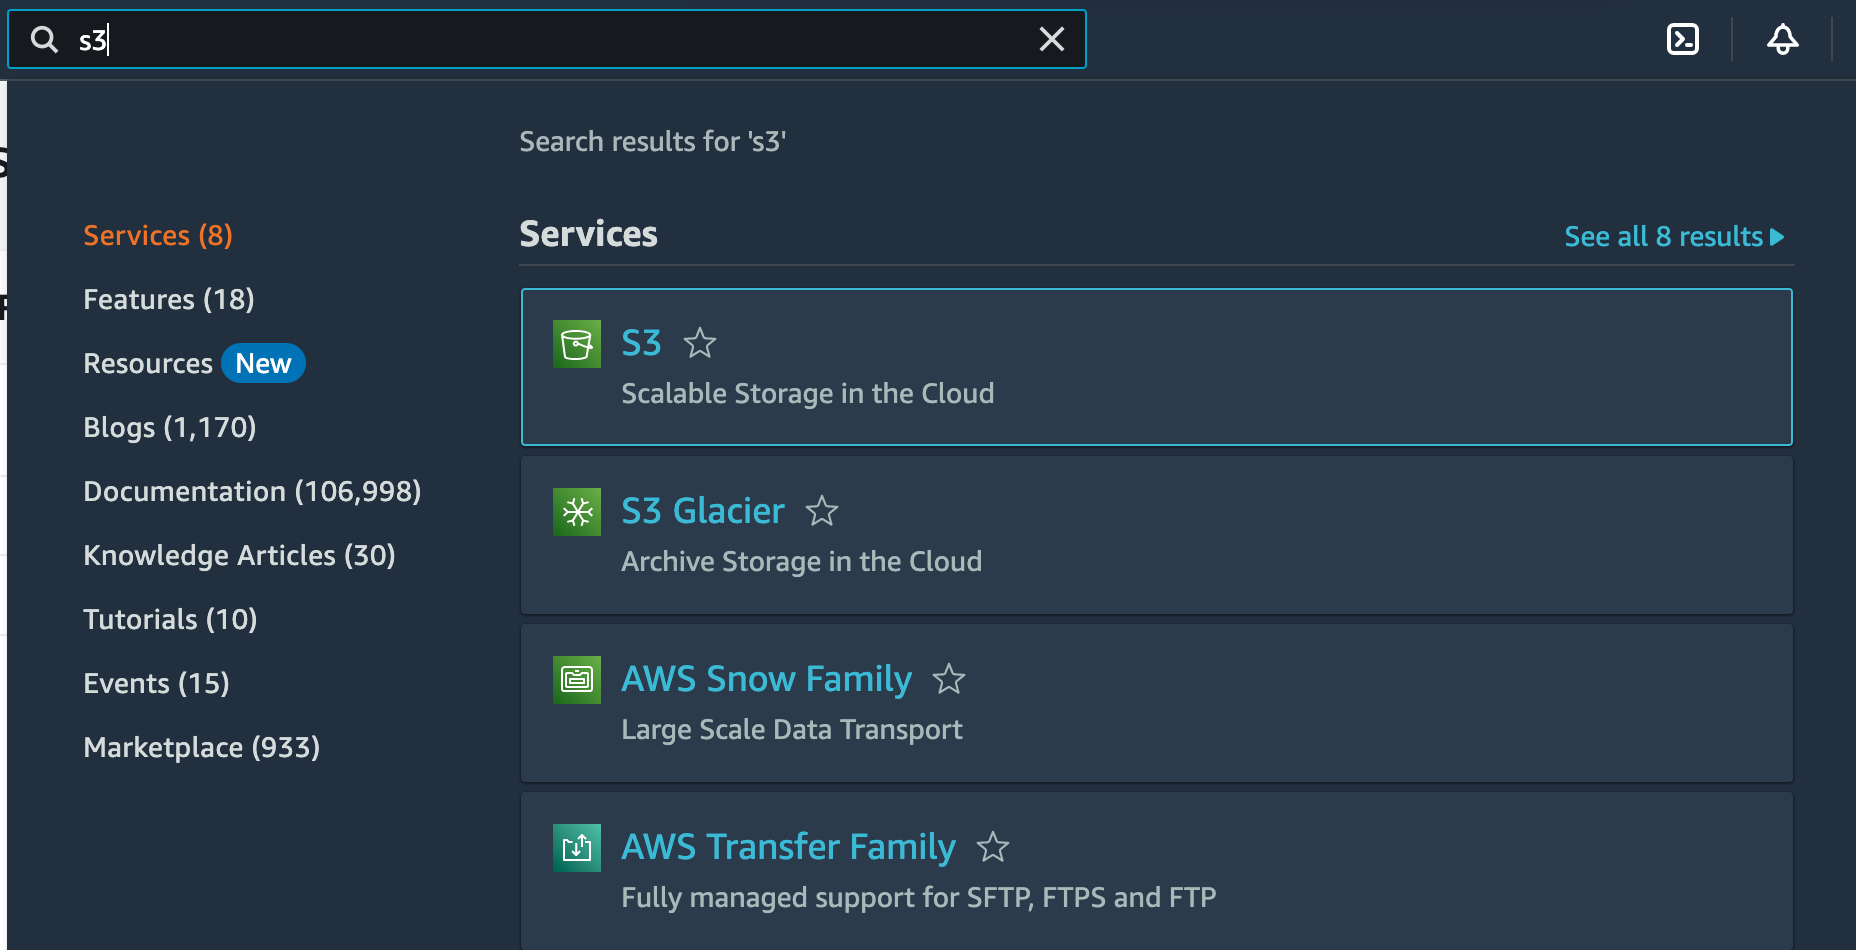 s3
Search results for 's3'
Services (8)
Features (18)
Resources New
Blogs (1,170)
Documentation (106,998)
Knowledge Articles (30)
Tutorials (10)
Events (15)
Marketplace (933)
Services
See all 8 results
S3
Scalable Storage in the Cloud
S3 Glacier
Archive Storage in the Cloud
AWS Snow Family
Large Scale Data Transport
AWS Transfer Family
Fully managed support for SFTP, FTPS and FTP